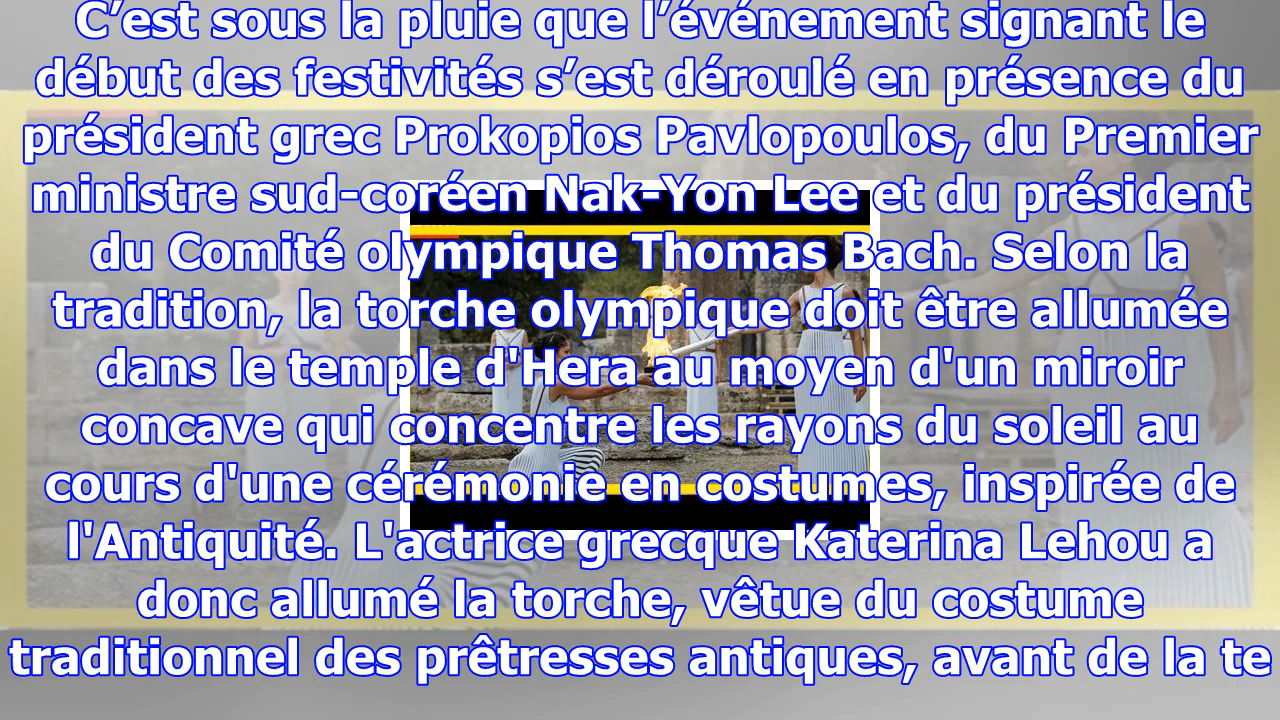 C’est sous la pluie que l’événement signant le
début des festivités s’est déroulé en présence du
président grec Prokopios Pavlopoulos, du Premier
ministre sud-coréen Nak-Yon Lee et du président
du Comité olympique Thomas Bach. Selon la
tradition, la torche olympique doit être allumée
dans le temple d'Hera au moyen d'un miroir
concave qui concentre les rayons du soleil au
cours d'une cérémonie en costumes, inspirée de
l'Antiquité. L'actrice grecque Katerina Lehou a
donc allumé la torche, vêtue du costume
traditionnel des prêtresses antiques, avant de la te